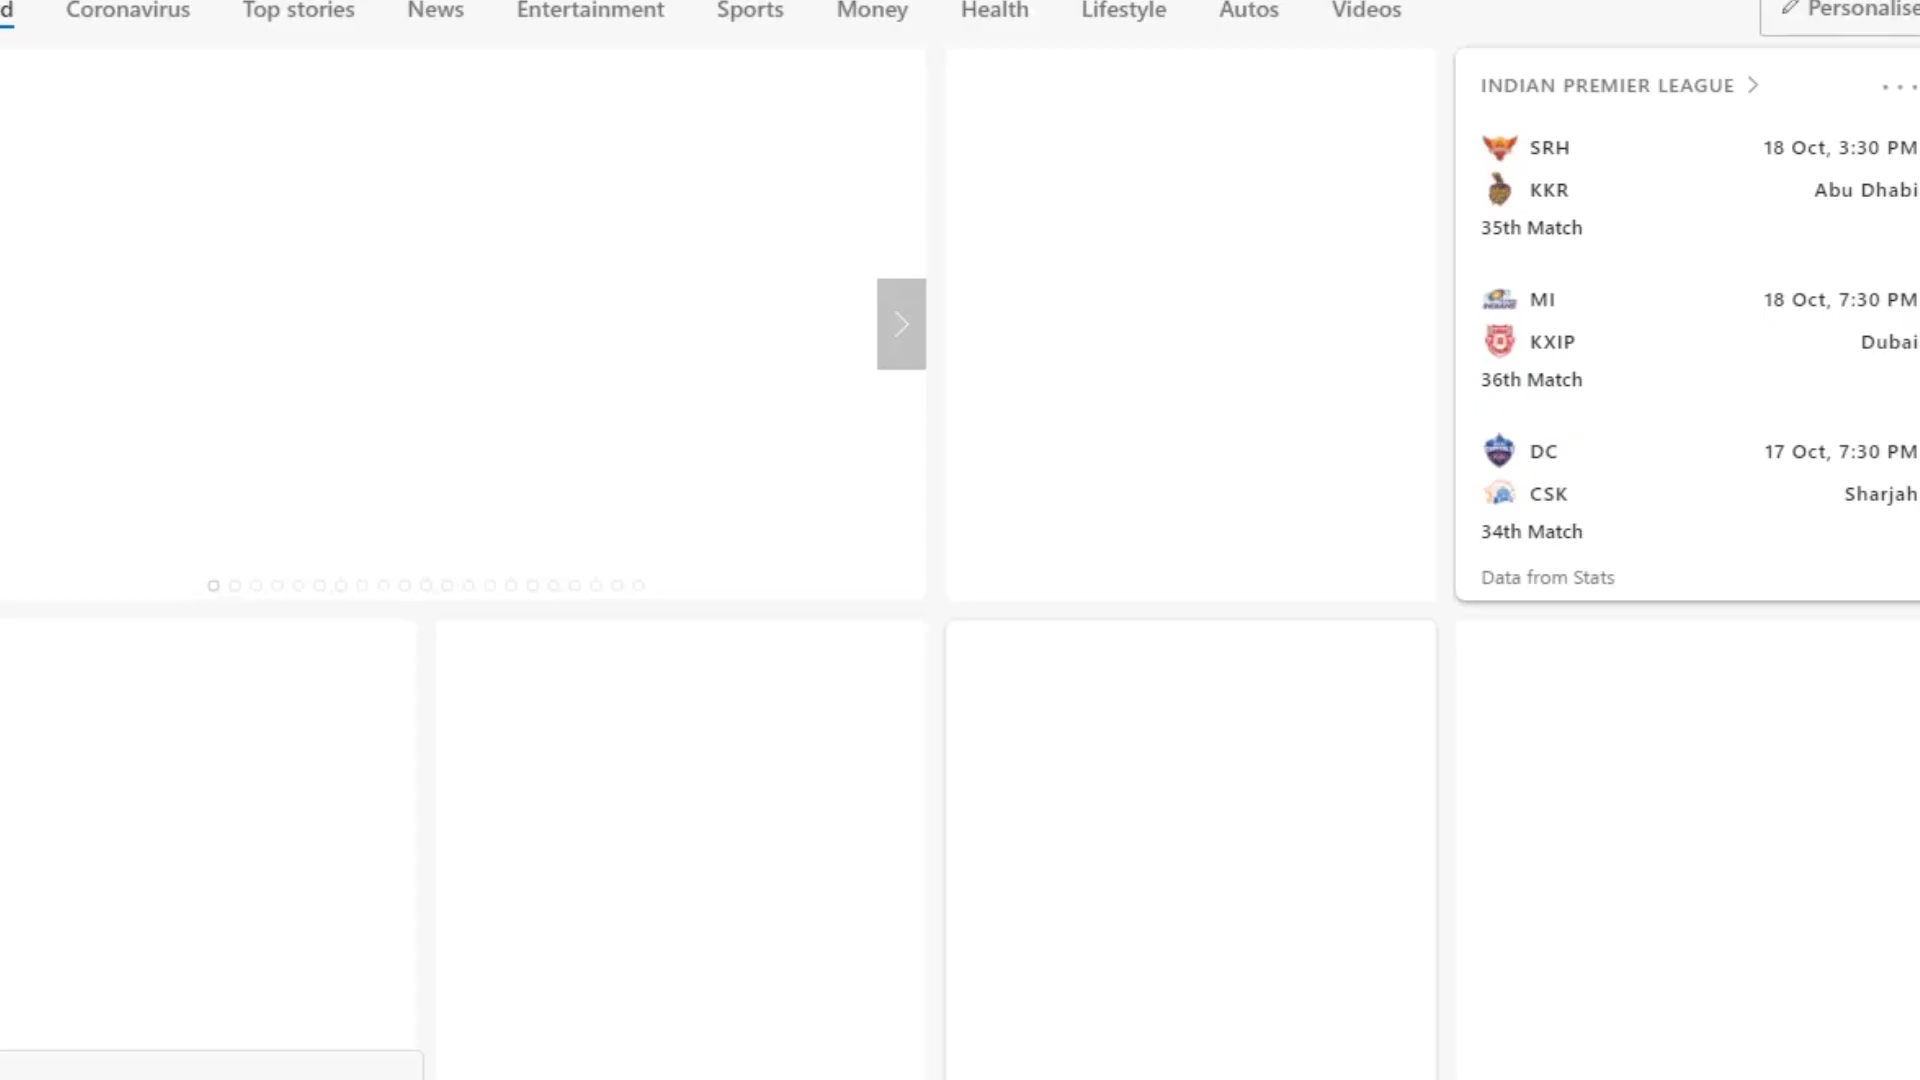 Coronavirus Top stories News Entertainment Sports Money Health Lifestyle Autos Videos Personalise
INDIAN PREMIER LEAGUE
SRH 18 Oct, 3:30 PM
KKR Abu Dhabi
35th Match
MI 18 Oct, 7:30 PM
KXIP Dubai
36th Match
DC 17 Oct, 7:30 PM
CSK Sharjah
34th Match
Data from Stats